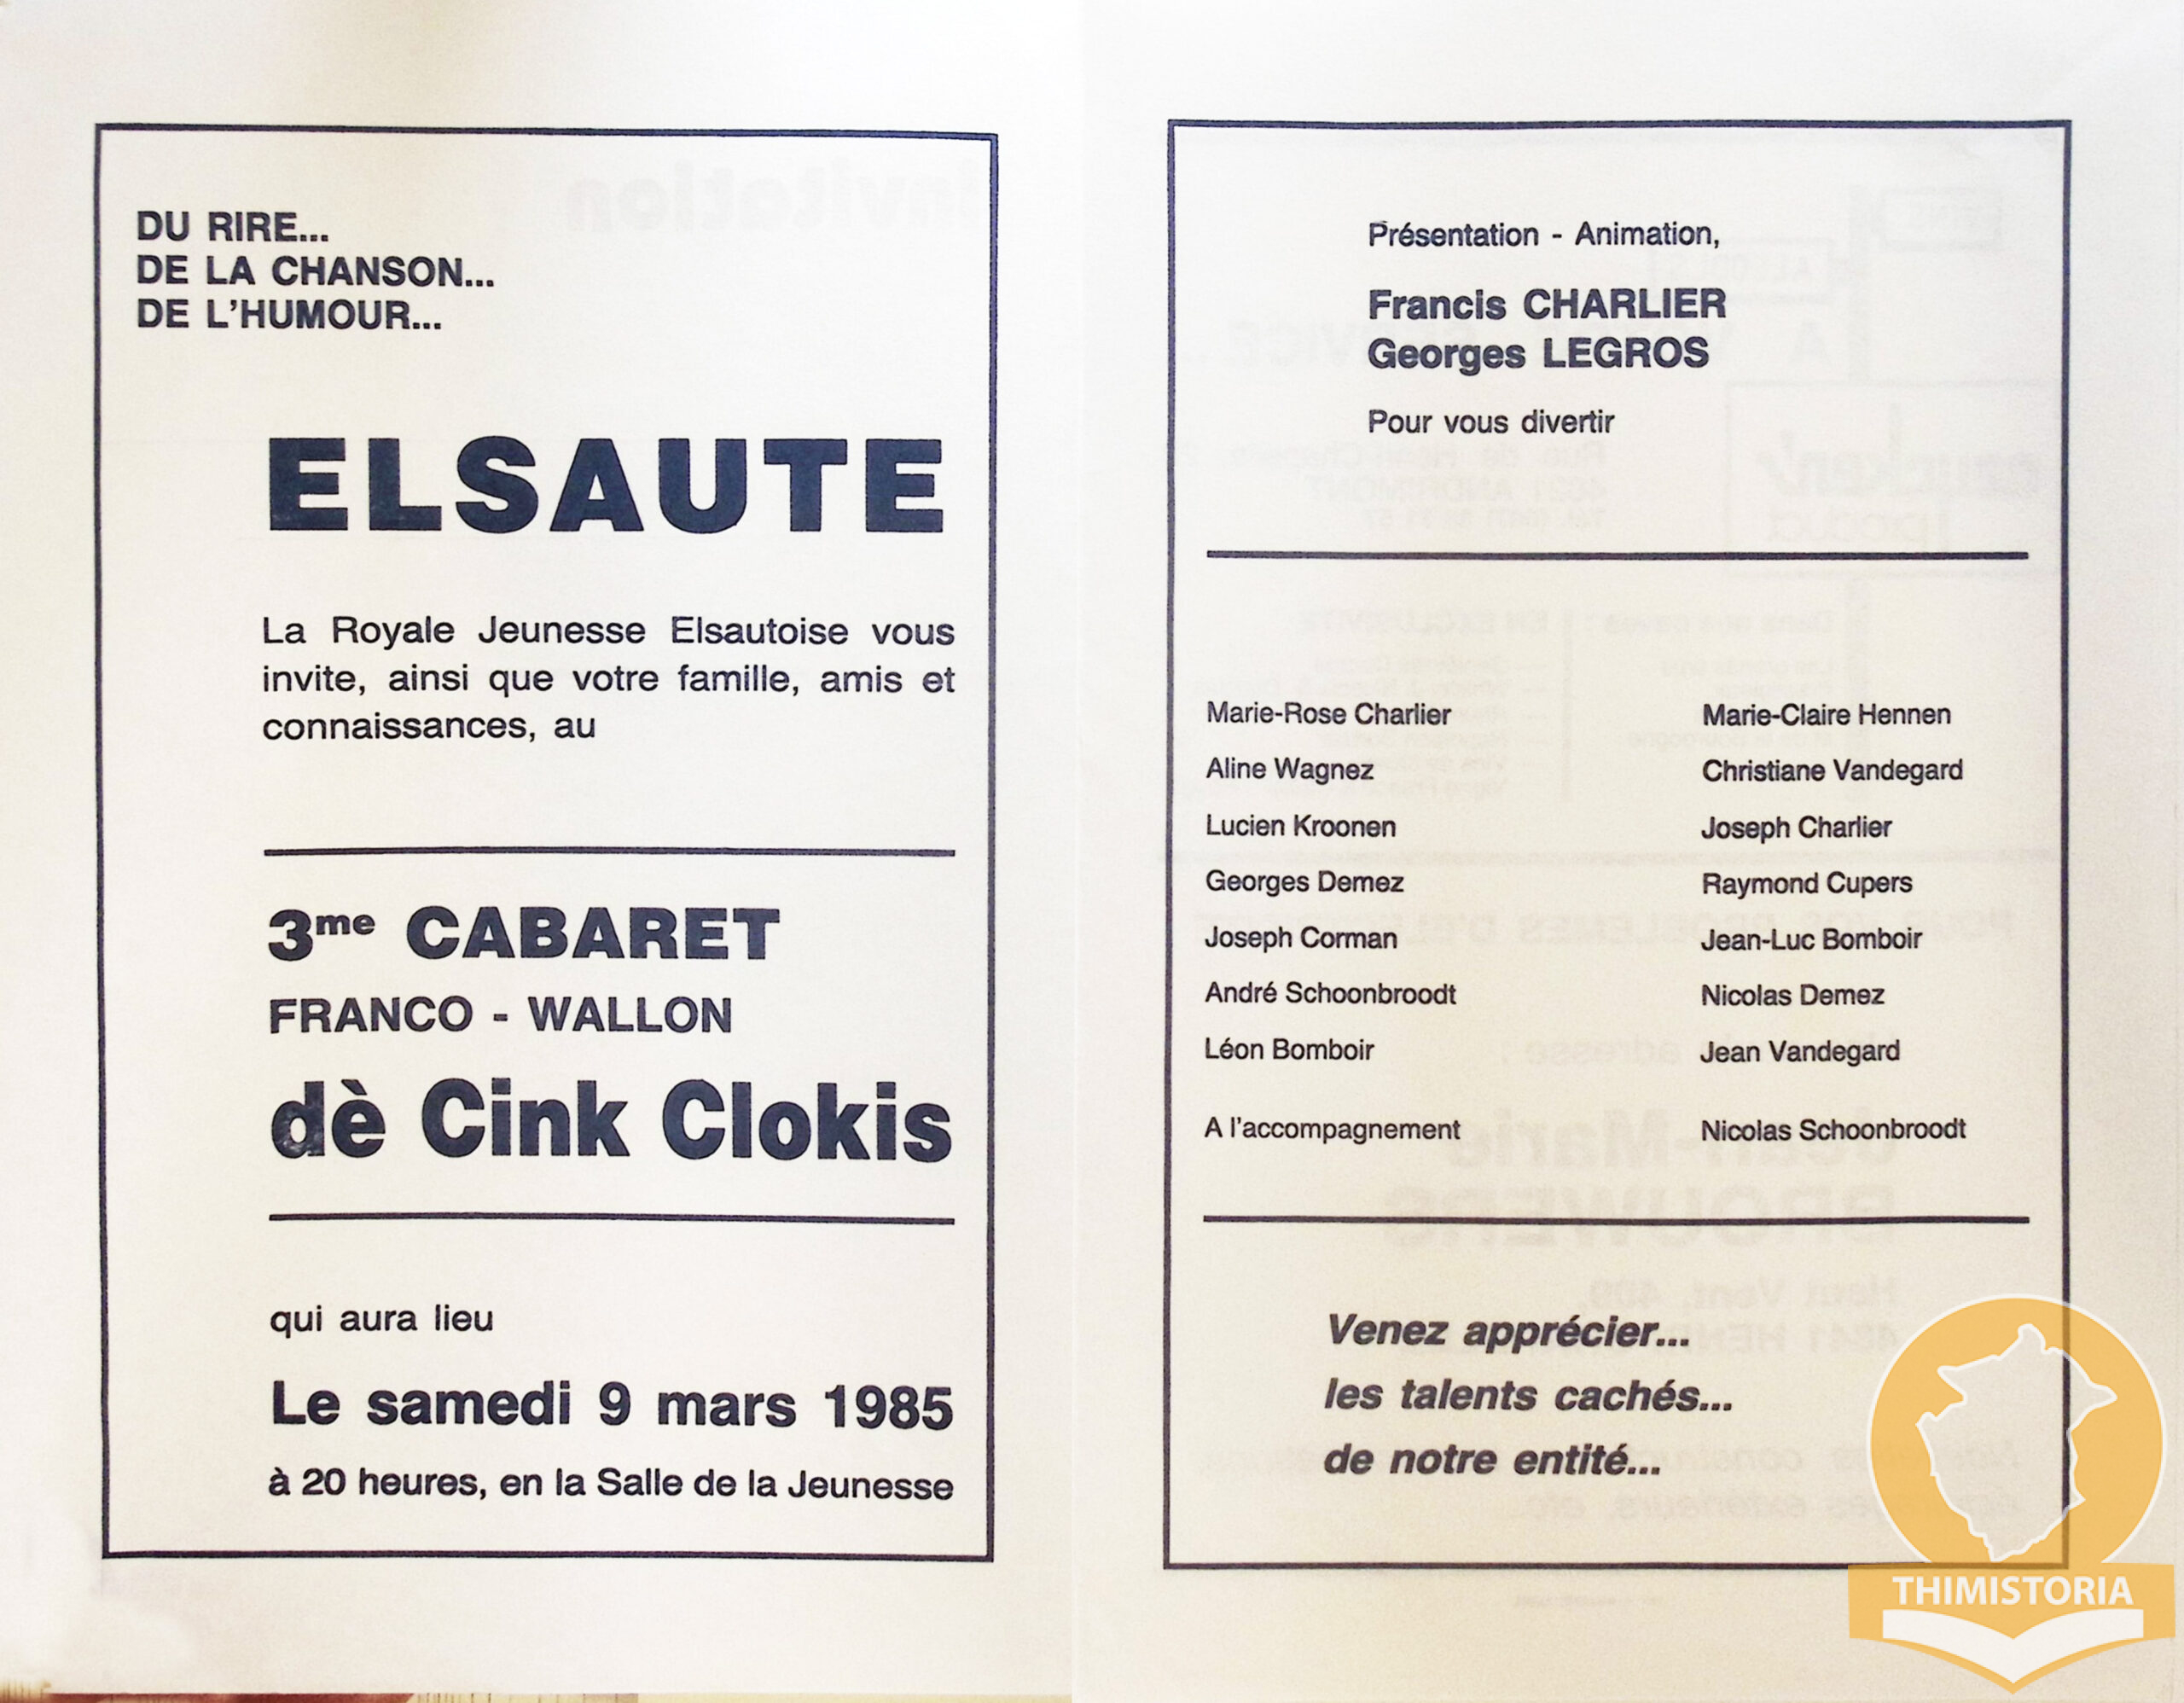 DU RIRE...
DE LA CHANSON...
DE L'HUMOUR...
ELSAUTE
La Royale Jeunesse Elsautoise vous
invite, ainsi que votre famille, amis et
connaissances, au
3me CABARET
FRANCO - WALLON
dè Cink Clokis
qui aura lieu
Le samedi 9 mars 1985
à 20 heures, en la Salle de la Jeunesse
Présentation - Animation,
Francis CHARLIER
Georges LEGROS
Pour vous divertir
Marie-Rose Charlier Marie-Claire Hennen
Aline Wagnez Christiane Vandegard
Lucien Kroonen Joseph Charlier
Georges Demez Raymond Cupers
Joseph Corman Jean-Luc Bomboir
André Schoonbroodt Nicolas Demez
Léon Bomboir Jean Vandegard
A l'accompagnement Nicolas Schoonbroodt
Venez apprécier...
les talents cachés...
de notre entité...
THIMISTORIA